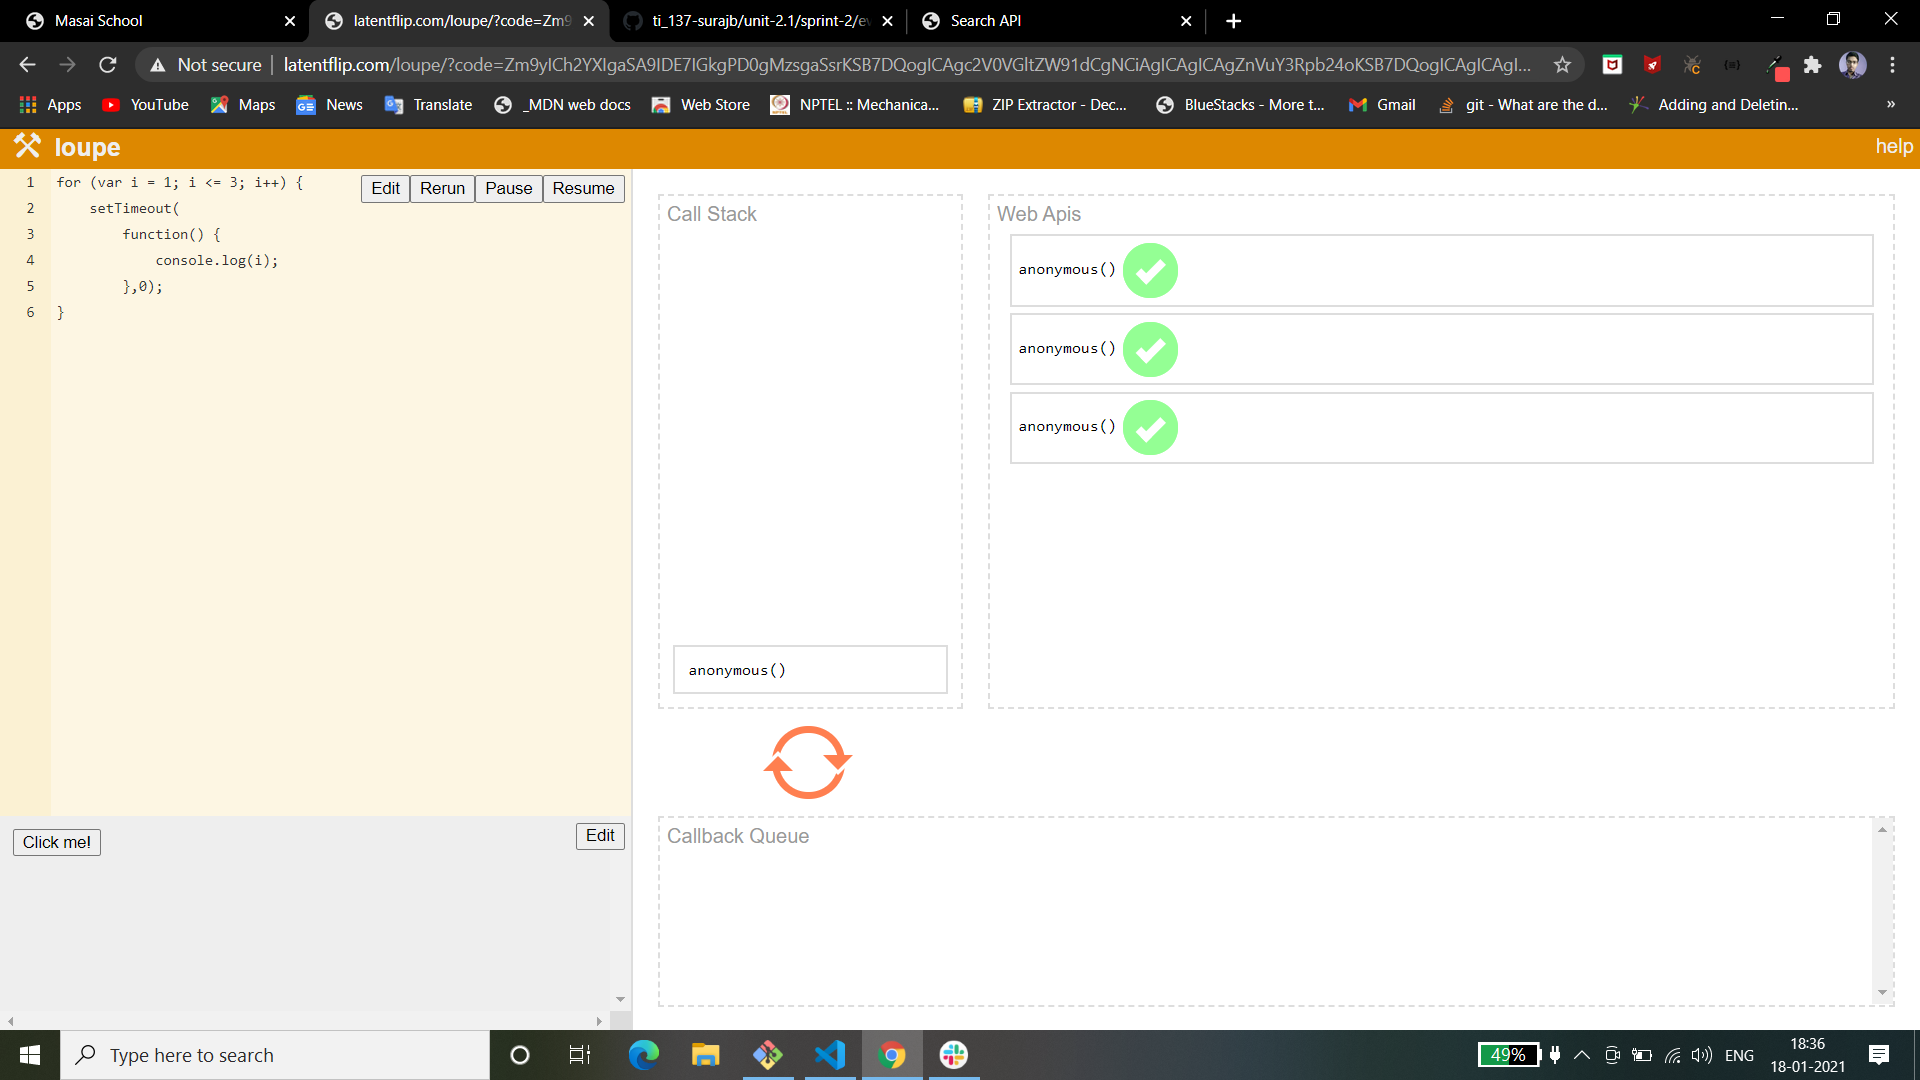 Masai School
latentflip.com/loupe/?code=Zm9
ti_137-surajb/unit-2.1/sprint-2/ev
Search API
Not secure
latentflip.com/loupe/?code=Zm9yICh2YXIgaSA9IDE7IGkgPD0gMzsgaSsrKSB7DQogICAgc2V0VGltZW91dCgNCiAgICAgICAgZnVuY3Rpb24oKSB7DQogICAgICAgI...
Apps
YouTube
Maps
News
Translate
_MDN web docs
Web Store
NPTEL :: Mechanica...
ZIP Extractor - Dec...
BlueStacks - More t...
Gmail
git - What are the d...
Adding and Deletin...
»
loupe
help
Edit
Rerun
Pause
Resume
1 for (var i = 1; i <= 3; i++) {
2 setTimeout(
3 function() {
4 console.log(i);
5 },0);
6 }
Call Stack
anonymous()
Web Apis
anonymous()
anonymous()
anonymous()
Click me!
Edit
Callback Queue
Type here to search
49%
ENG
18:36
18-01-2021